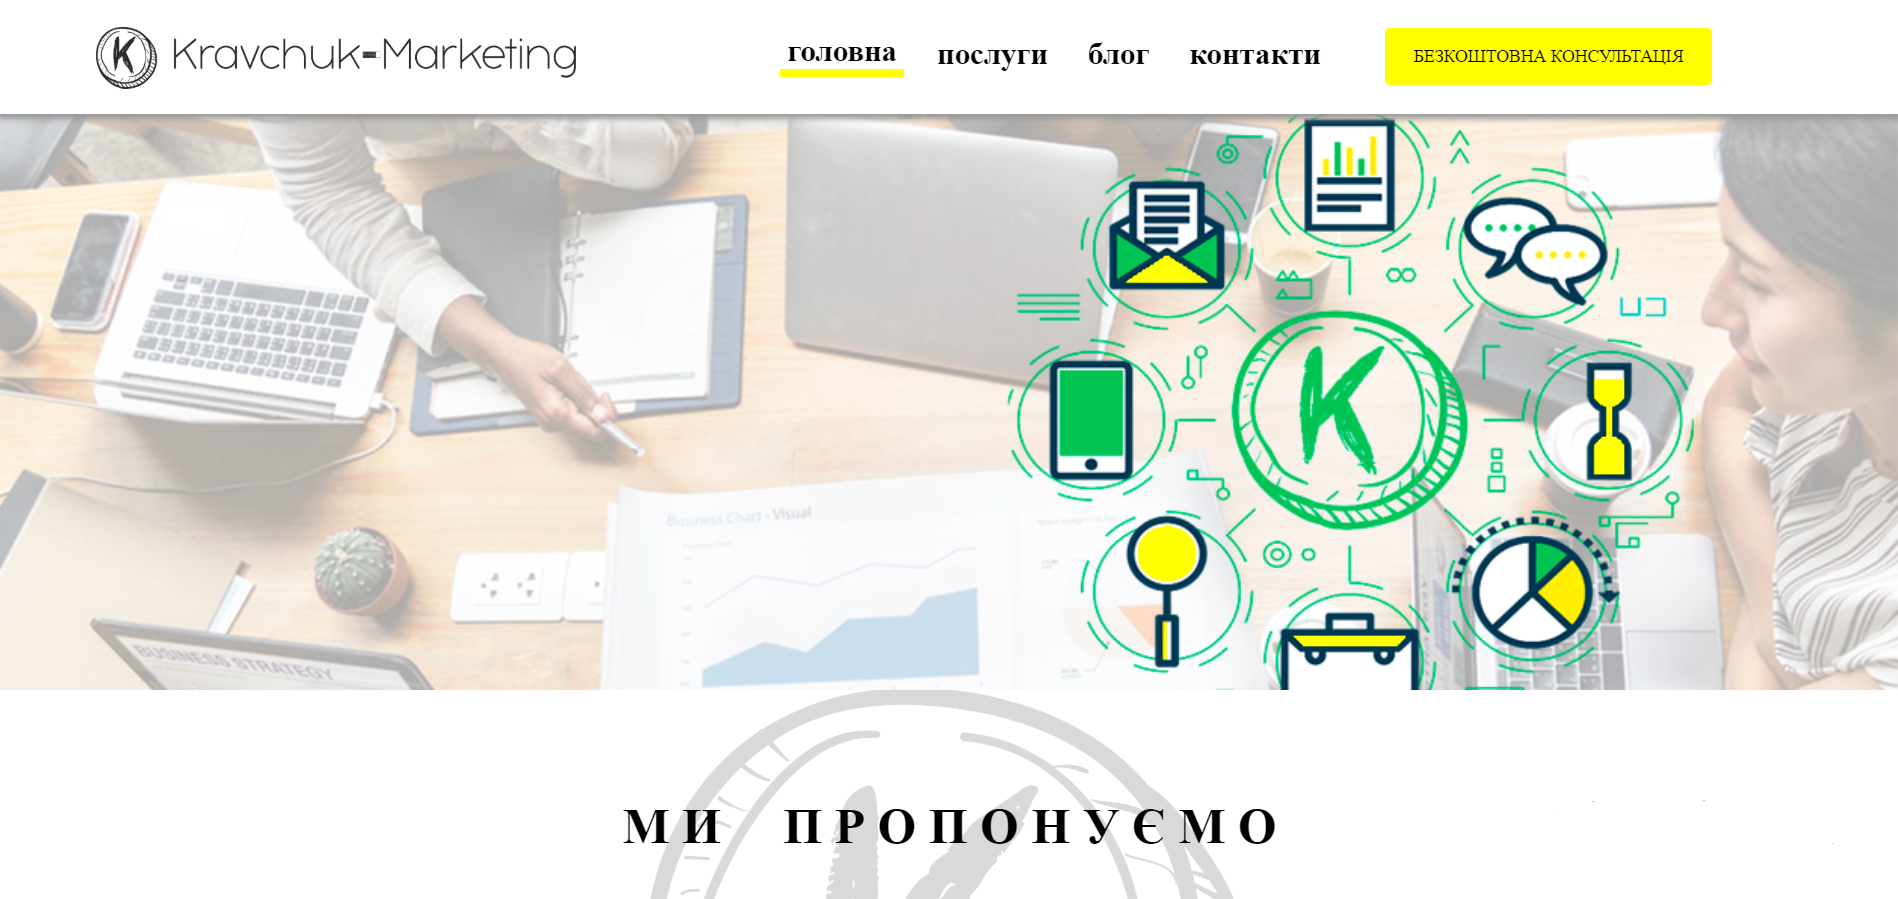 Kravchuk-Marketing
головна
послуги
блог
контакти
БЕЗКОШТОВНА КОНСУЛЬТАЦІЯ
K
Business Chart - Visual
BUSINESS STRATEGY
МИ ПРОПОНУЄМО